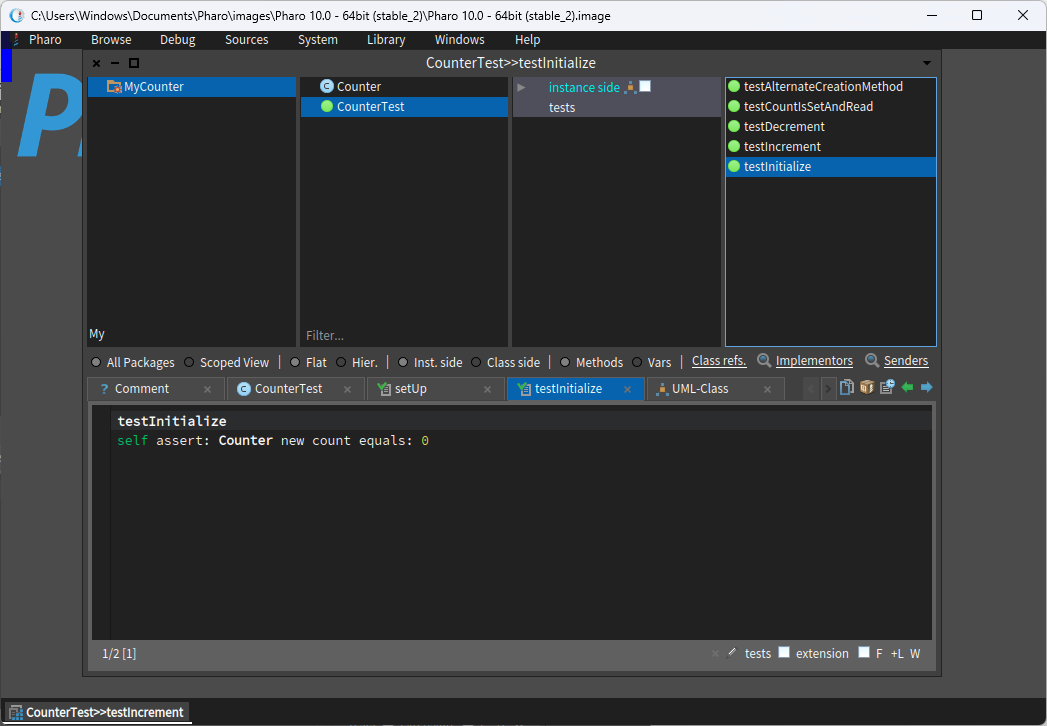 C:\Users\Windows\Documents\Pharo\images\Pharo 10.0 - 64bit (stable_2)\Pharo 10.0 - 64bit (stable_2).image
Pharo Browse Debug Sources System Library Windows Help
CounterTest>>testInitialize
MyCounter
My
Counter
CounterTest
Filter...
instance side
tests
testAlternateCreationMethod
testCountIsSetAndRead
testDecrement
testIncrement
testInitialize
All Packages Scoped View | Flat Hier. | Inst. side Class side | Methods Vars | Class refs. Implementors Senders
? Comment CounterTest setUp testInitialize UML-Class
testInitialize
self assert: Counter new count equals: 0
1/2 [1] tests extension F +L W
CounterTest>>testIncrement